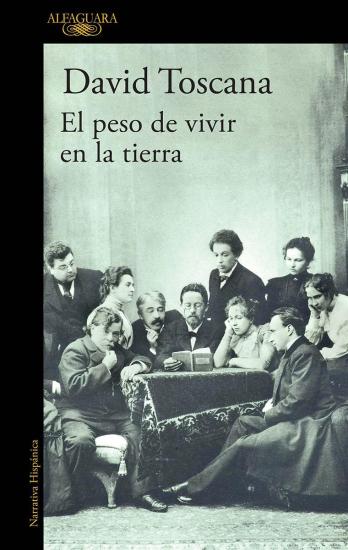 ALFAGUARA
David Toscana
El peso de vivir
en la tierra
Narrativa Hispánica